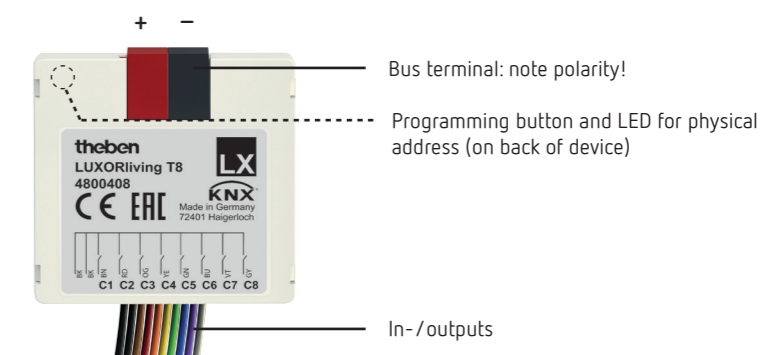 + −
Bus terminal: note polarity!
Programming button and LED for physical
address (on back of device)
theben
LUXORliving T8
4800408
LX
KNX
CE EAC
Made in Germany
72401 Haigerloch
BK BK BN RD OG YE GN BU VT GY
C1 C2 C3 C4 C5 C6 C7 C8
In-/outputs